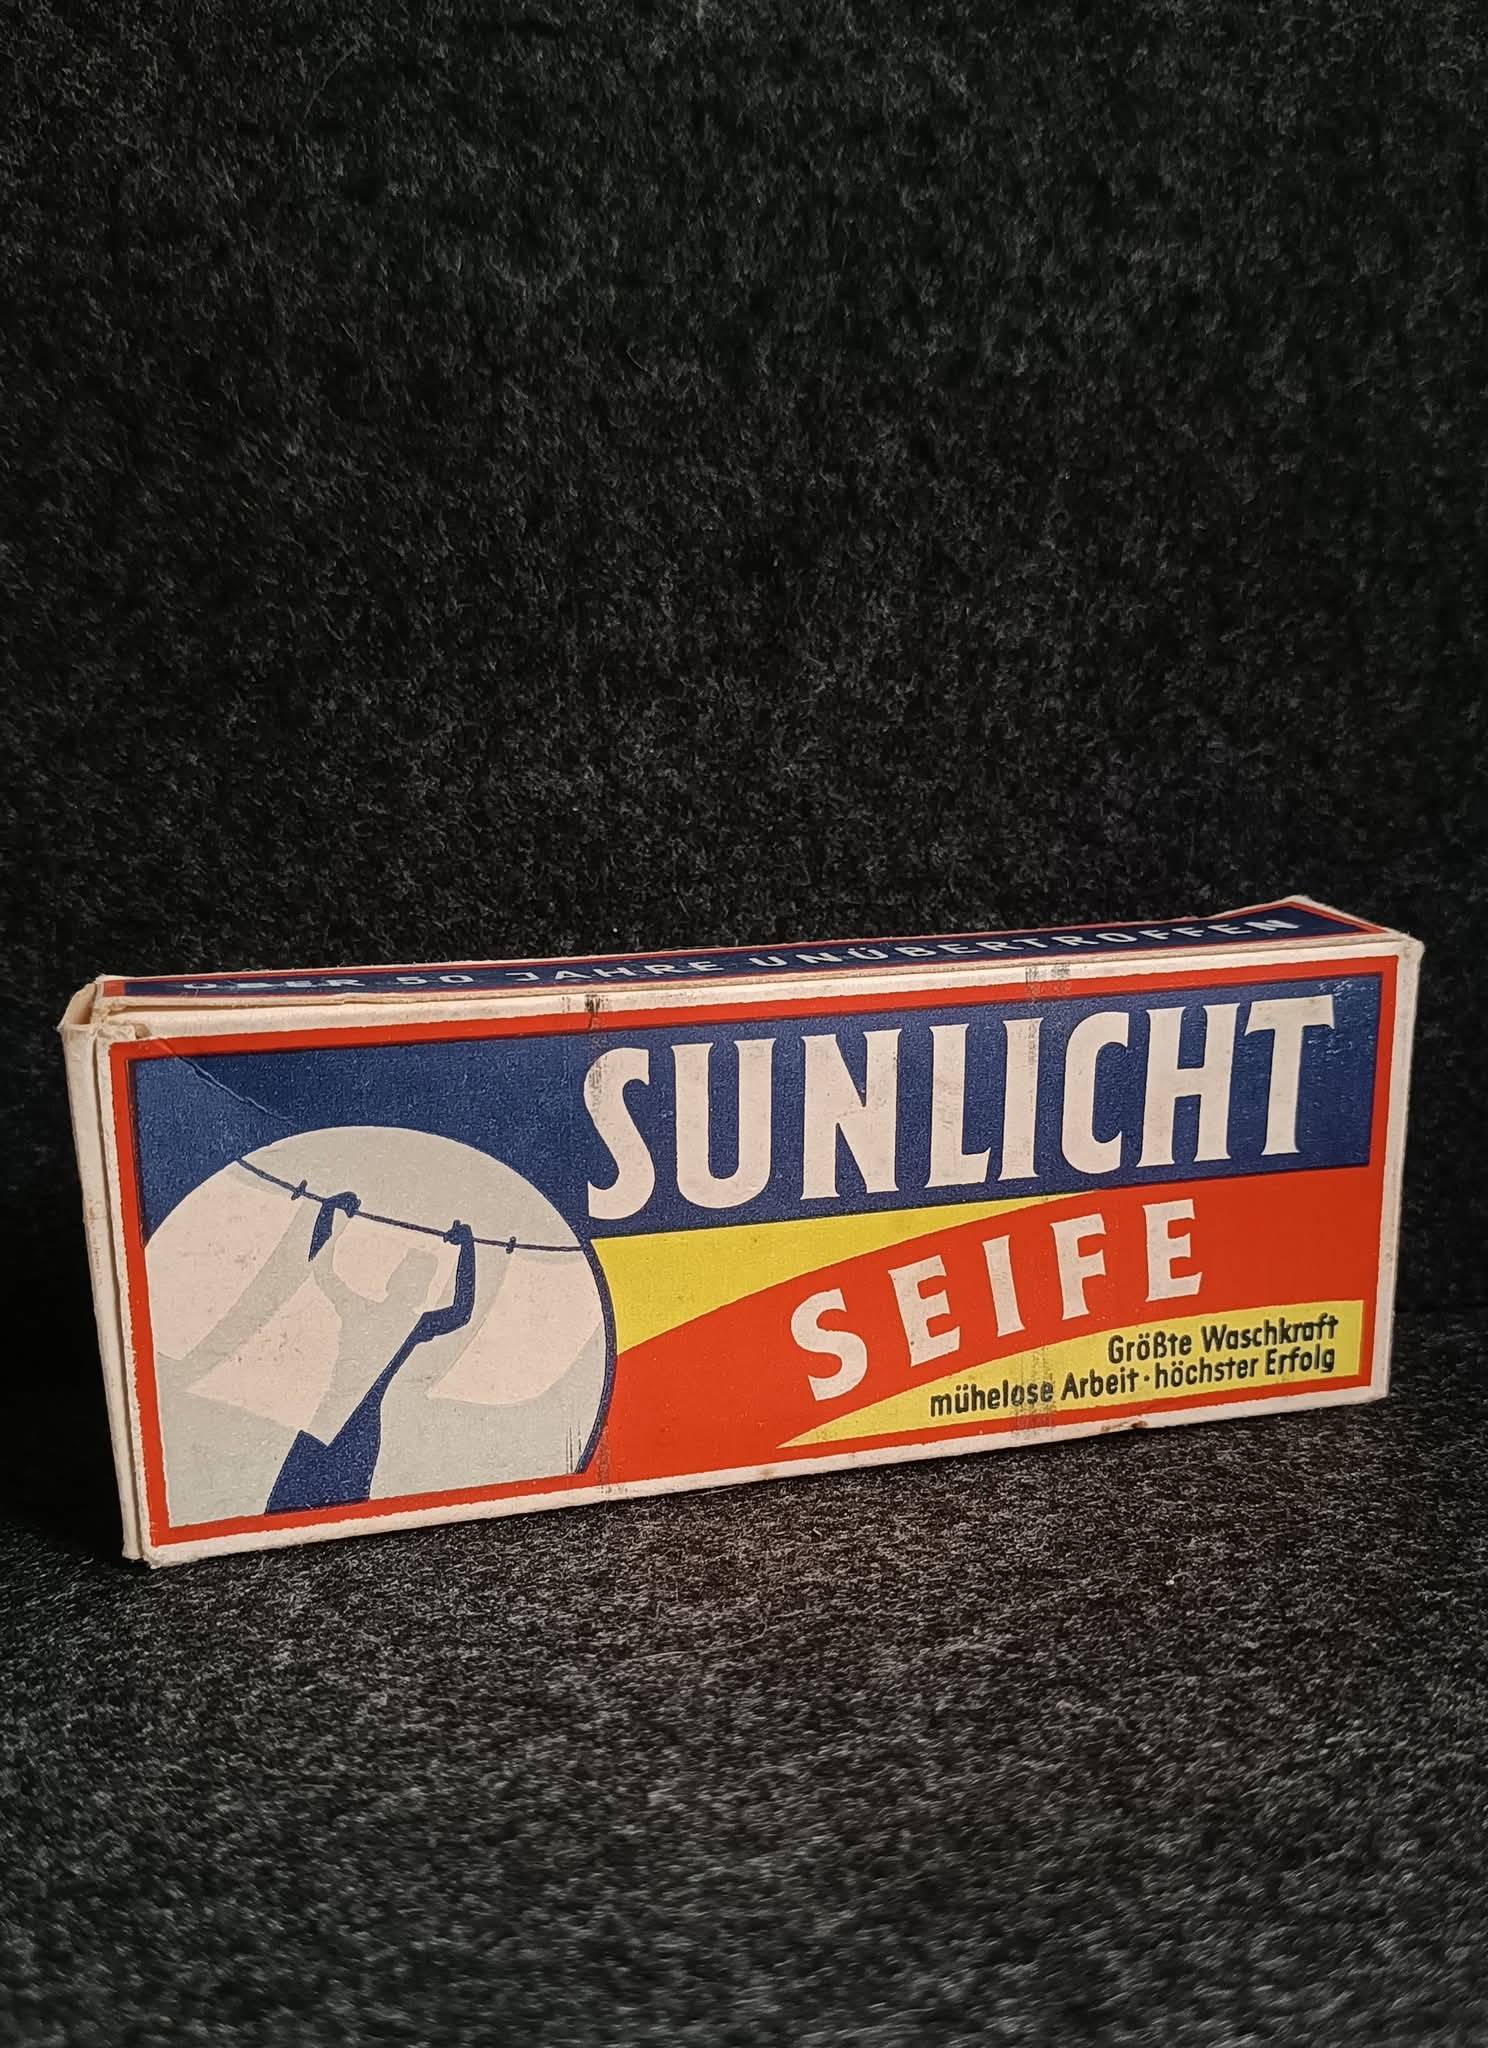 ÜBER 50 JAHRE UNÜBERTROFFEN
SUNLICHT
SEIFE
Größte Waschkraft
mühelose Arbeit · höchster Erfolg